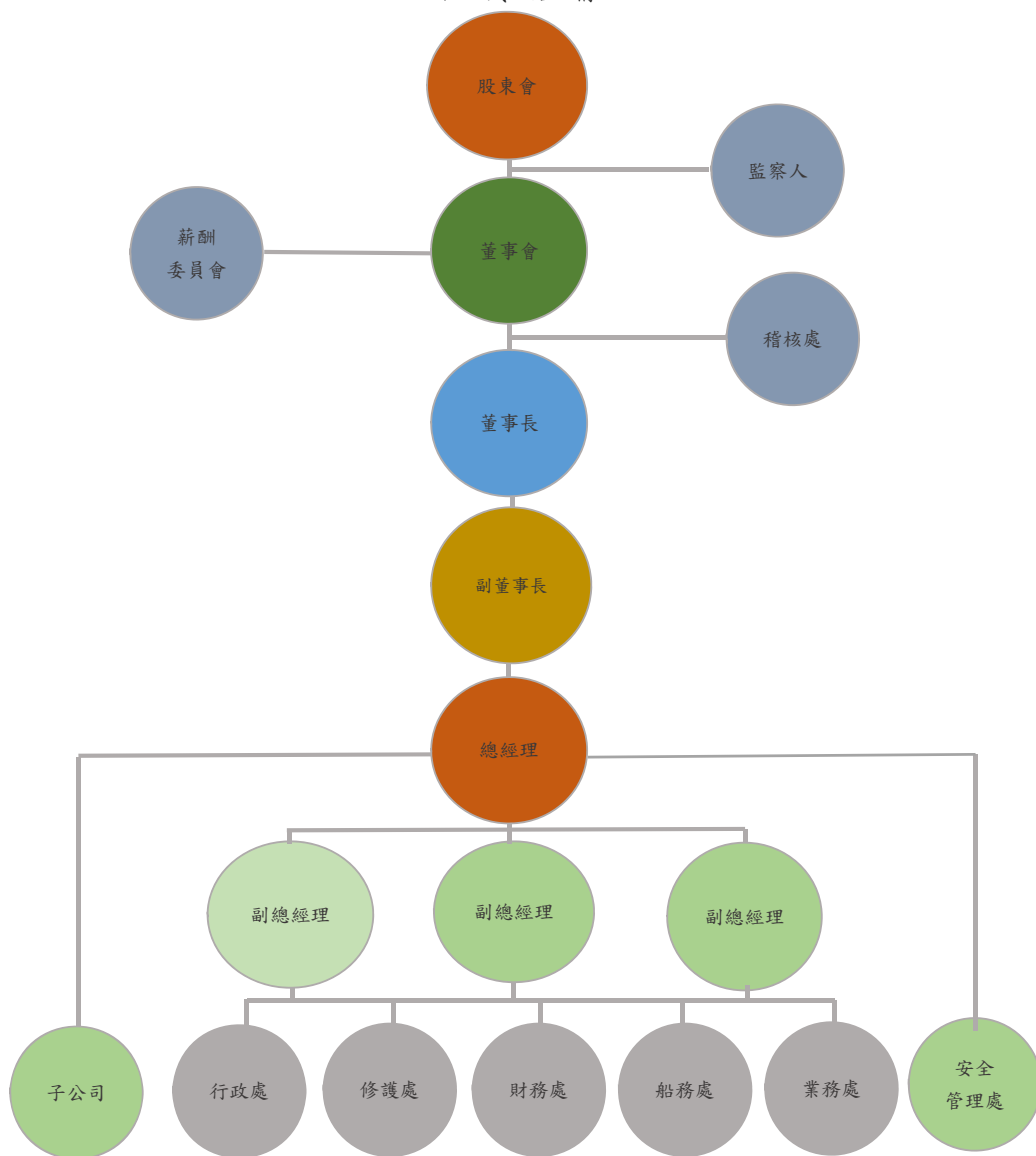 股東會
監察人
薪酬
委員會
董事會
稽核處
董事長
副董事長
總經理
副總經理
副總經理
副總經理
子公司
行政處
修護處
財務處
船務處
業務處
安全
管理處